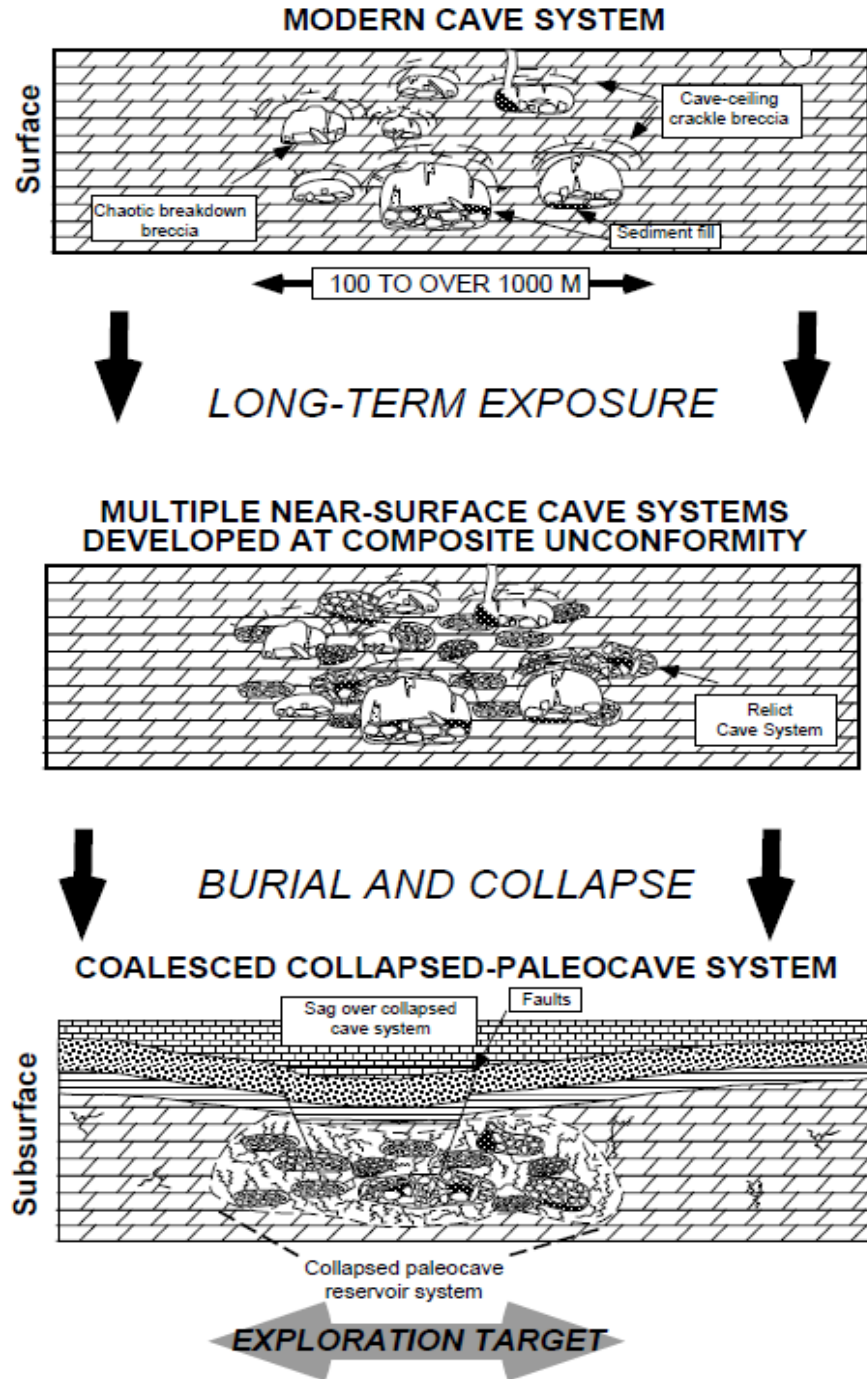 MODERN CAVE SYSTEM
Surface
Cave-ceiling
crackle breccia
Chaotic breakdown
breccia
Sediment fill
100 TO OVER 1000 M
LONG-TERM EXPOSURE
MULTIPLE NEAR-SURFACE CAVE SYSTEMS
DEVELOPED AT COMPOSITE UNCONFORMITY
Relict
Cave System
BURIAL AND COLLAPSE
COALESCED COLLAPSED-PALEOCAVE SYSTEM
Sag over collapsed
cave system
Faults
Subsurface
Collapsed paleocave
reservoir system
EXPLORATION TARGET